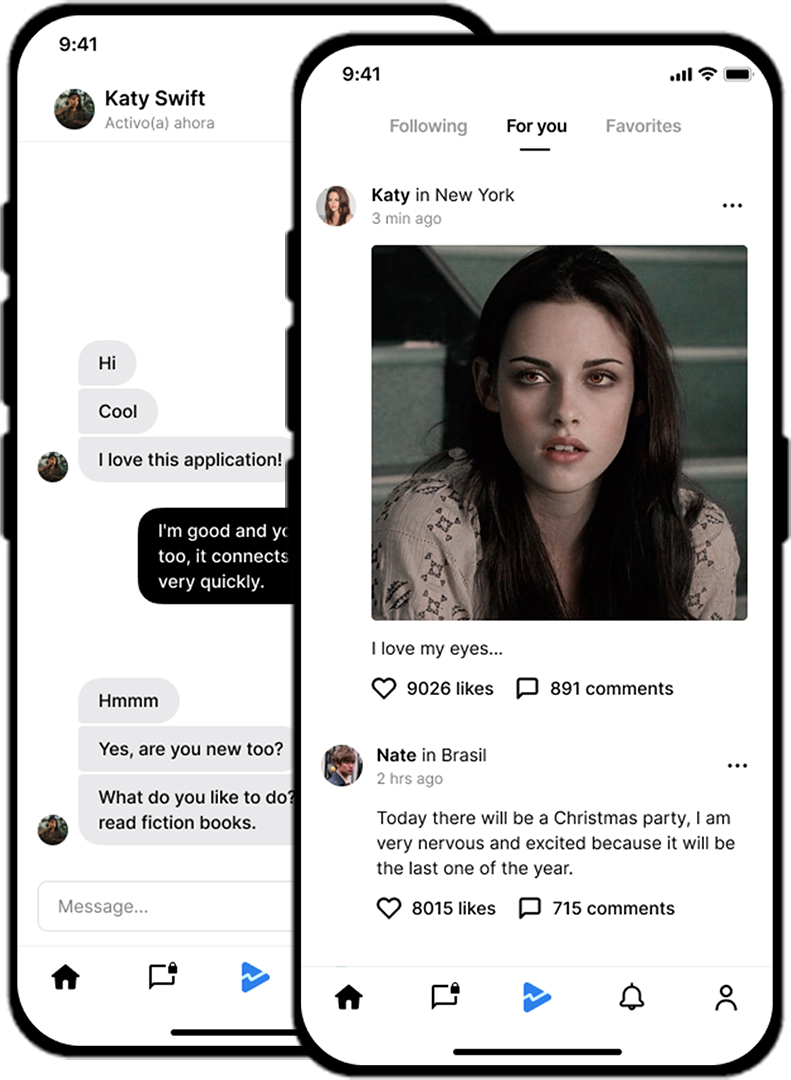 9:41
Katy Swift
Activo(a) ahora
Hi
Cool
I love this application!
I'm good and
too, it connects
very quickly.
Hmmm
Yes, are you new too?
What do you like to do?
read fiction books.
Message...
9:41
Following For you Favorites
Katy in New York
3 min ago
I love my eyes...
9026 likes 891 comments
Nate in Brasil
2 hrs ago
Today there will be a Christmas party, I am
very nervous and excited because it will be
the last one of the year.
8015 likes 715 comments